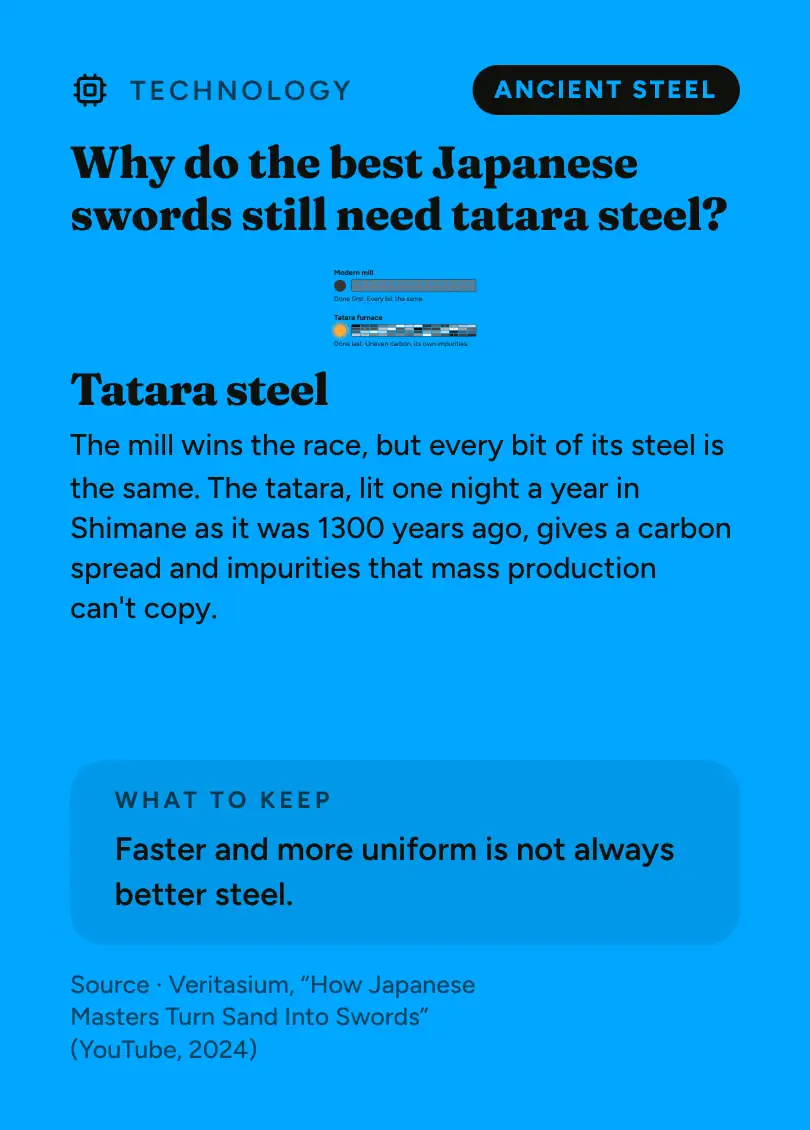 TECHNOLOGY
ANCIENT STEEL
Why do the best Japanese
swords still need tatara steel?
Modern mill
Done first. Every bit the same.
Tatara furnace
Done last. Uneven carbon, its own impurities.
Tatara steel
The mill wins the race, but every bit of its steel is
the same. The tatara, lit one night a year in
Shimane as it was 1300 years ago, gives a carbon
spread and impurities that mass production
can't copy.
WHAT TO KEEP
Faster and more uniform is not always
better steel.
Source · Veritasium, “How Japanese
Masters Turn Sand Into Swords”
(YouTube, 2024)